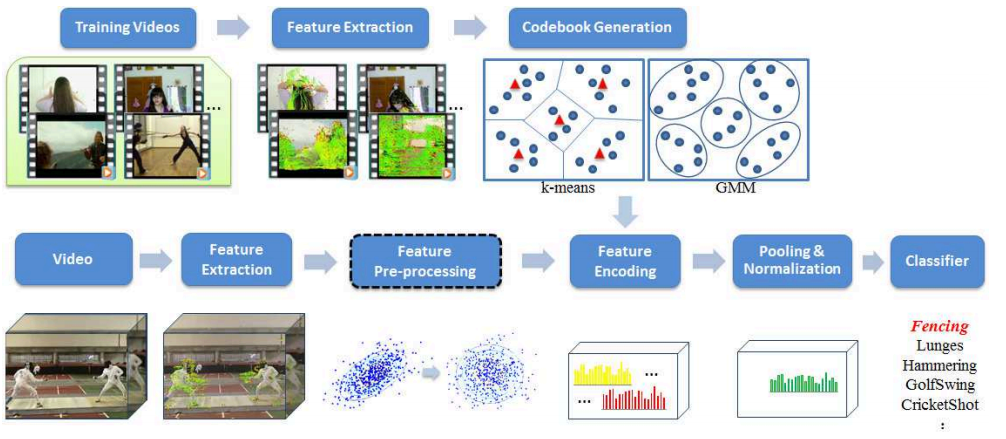 Training Videos
Feature Extraction
Codebook Generation
...
...
k-means
GMM
Video
Feature
Extraction
Feature
Pre-processing
Feature
Encoding
Pooling &
Normalization
Classifier
...
...
Fencing
Lunges
Hammering
GolfSwing
CricketShot
: